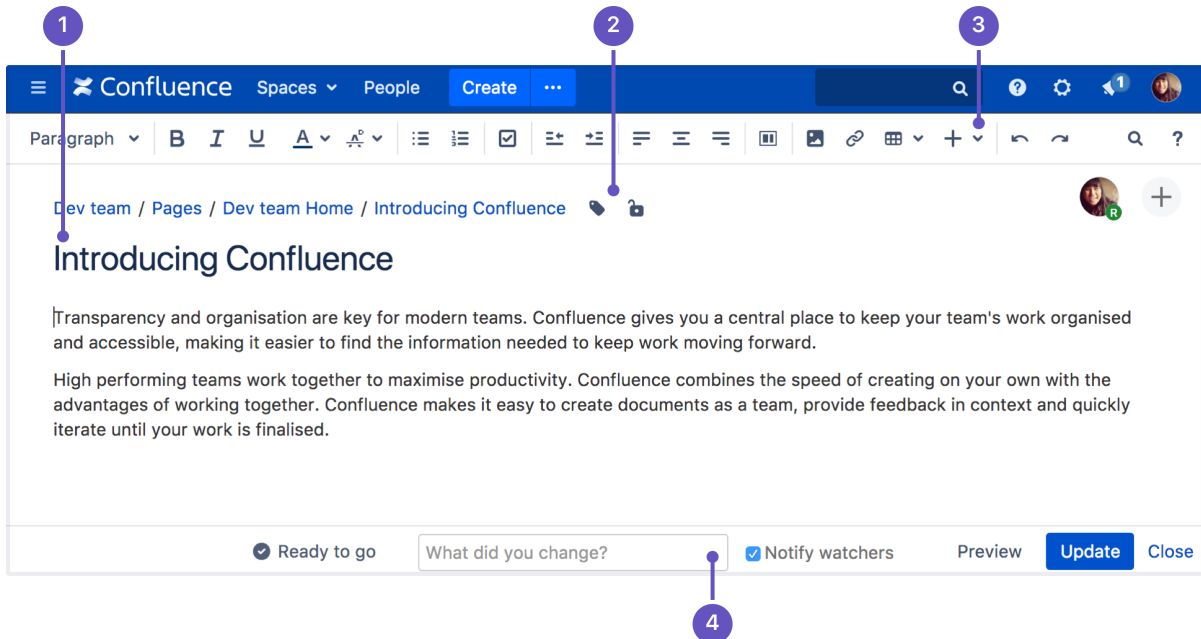 1 2 3
Confluence Spaces People Create ··· ? 1
Paragraph B I U A ?
Dev team / Pages / Dev team Home / Introducing Confluence
R
Introducing Confluence
Transparency and organisation are key for modern teams. Confluence gives you a central place to keep your team's work organised
and accessible, making it easier to find the information needed to keep work moving forward.
High performing teams work together to maximise productivity. Confluence combines the speed of creating on your own with the
advantages of working together. Confluence makes it easy to create documents as a team, provide feedback in context and quickly
iterate until your work is finalised.
Ready to go What did you change? Notify watchers Preview Update Close
4